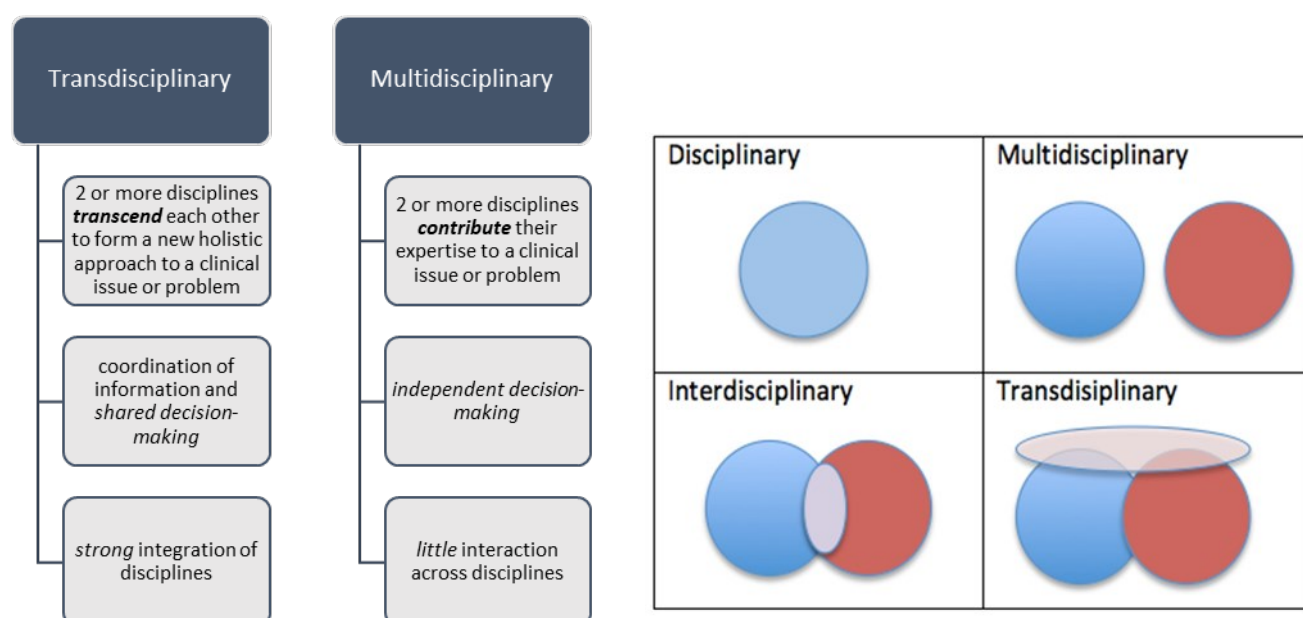 Transdisciplinary
2 or more disciplines
transcend each other
to form a new holistic
approach to a clinical
issue or problem
coordination of
information and
shared decision-
making
strong integration of
disciplines
Multidisciplinary
2 or more disciplines
contribute their
expertise to a clinical
issue or problem
independent decision-
making
little interaction
across disciplines
Disciplinary
Multidisciplinary
Interdisciplinary
Transdisiplinary